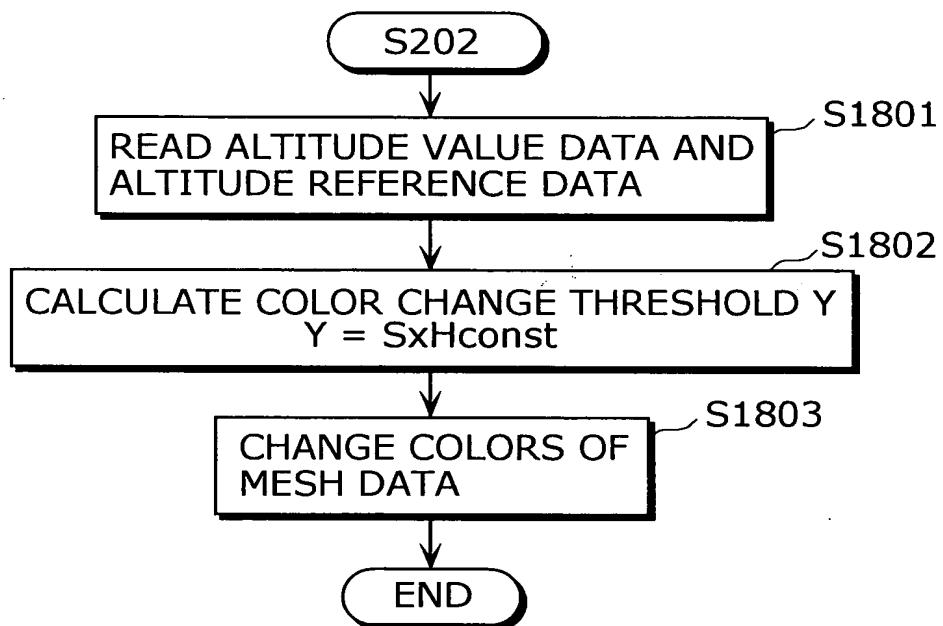 S202
S1801
READ ALTITUDE VALUE DATA AND
ALTITUDE REFERENCE DATA
S1802
CALCULATE COLOR CHANGE THRESHOLD Y
Y = SxHconst
S1803
CHANGE COLORS OF
MESH DATA
END